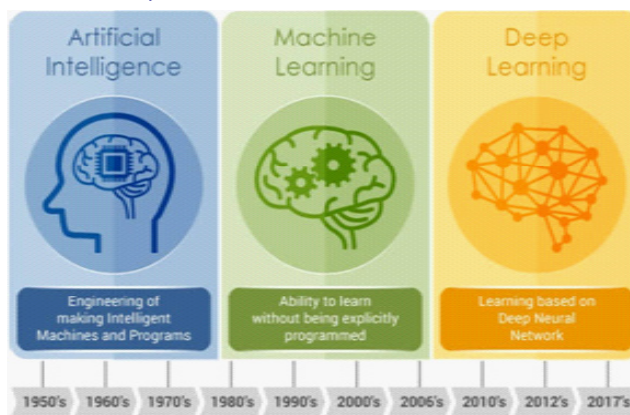 Artificial
Intelligence
Machine
Learning
Deep
Learning
Engineering of
making Intelligent
Machines and Programs
Ability to learn
without being explicitly
programmed
Learning based on
Deep Neural
Network
1950's 1960's 1970's 1980's 1990's 2000's 2006's 2010's 2012's 2017's